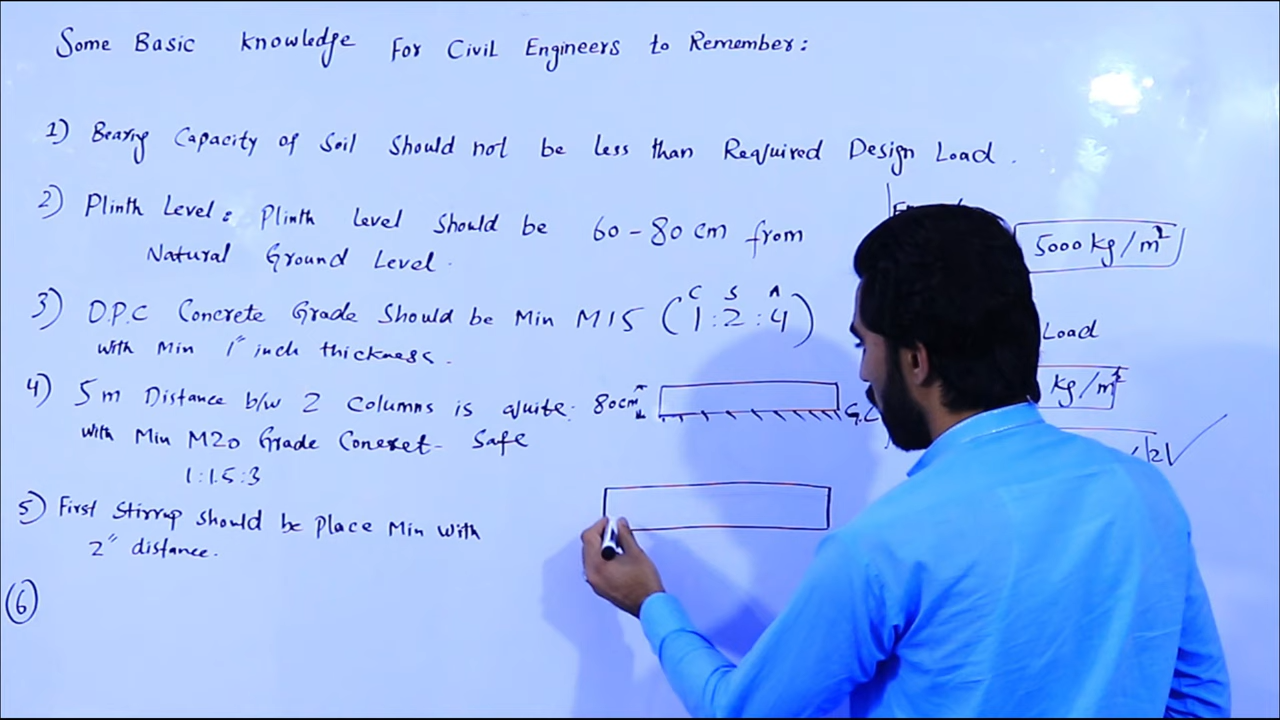 Some Basic Knowledge For Civil Engineers to Remember:
1) Bearing Capacity of Soil Should not be Less than Required Design Load.
2) Plinth Level: Plinth Level Should be 60-80 cm from
Natural Ground Level.
5000 kg/m²
C S A
3) D.P.C Concrete Grade Should be Min M15 (1:2:4)
with Min 1" inch thickness.
Load
kg/m²
4) 5m Distance b/w 2 Columns is quite.
with Min M20 Grade Concret- Safe
1:1.5:3
80cm
5) First Stirrup Should be Place Min with
2" distance.
6